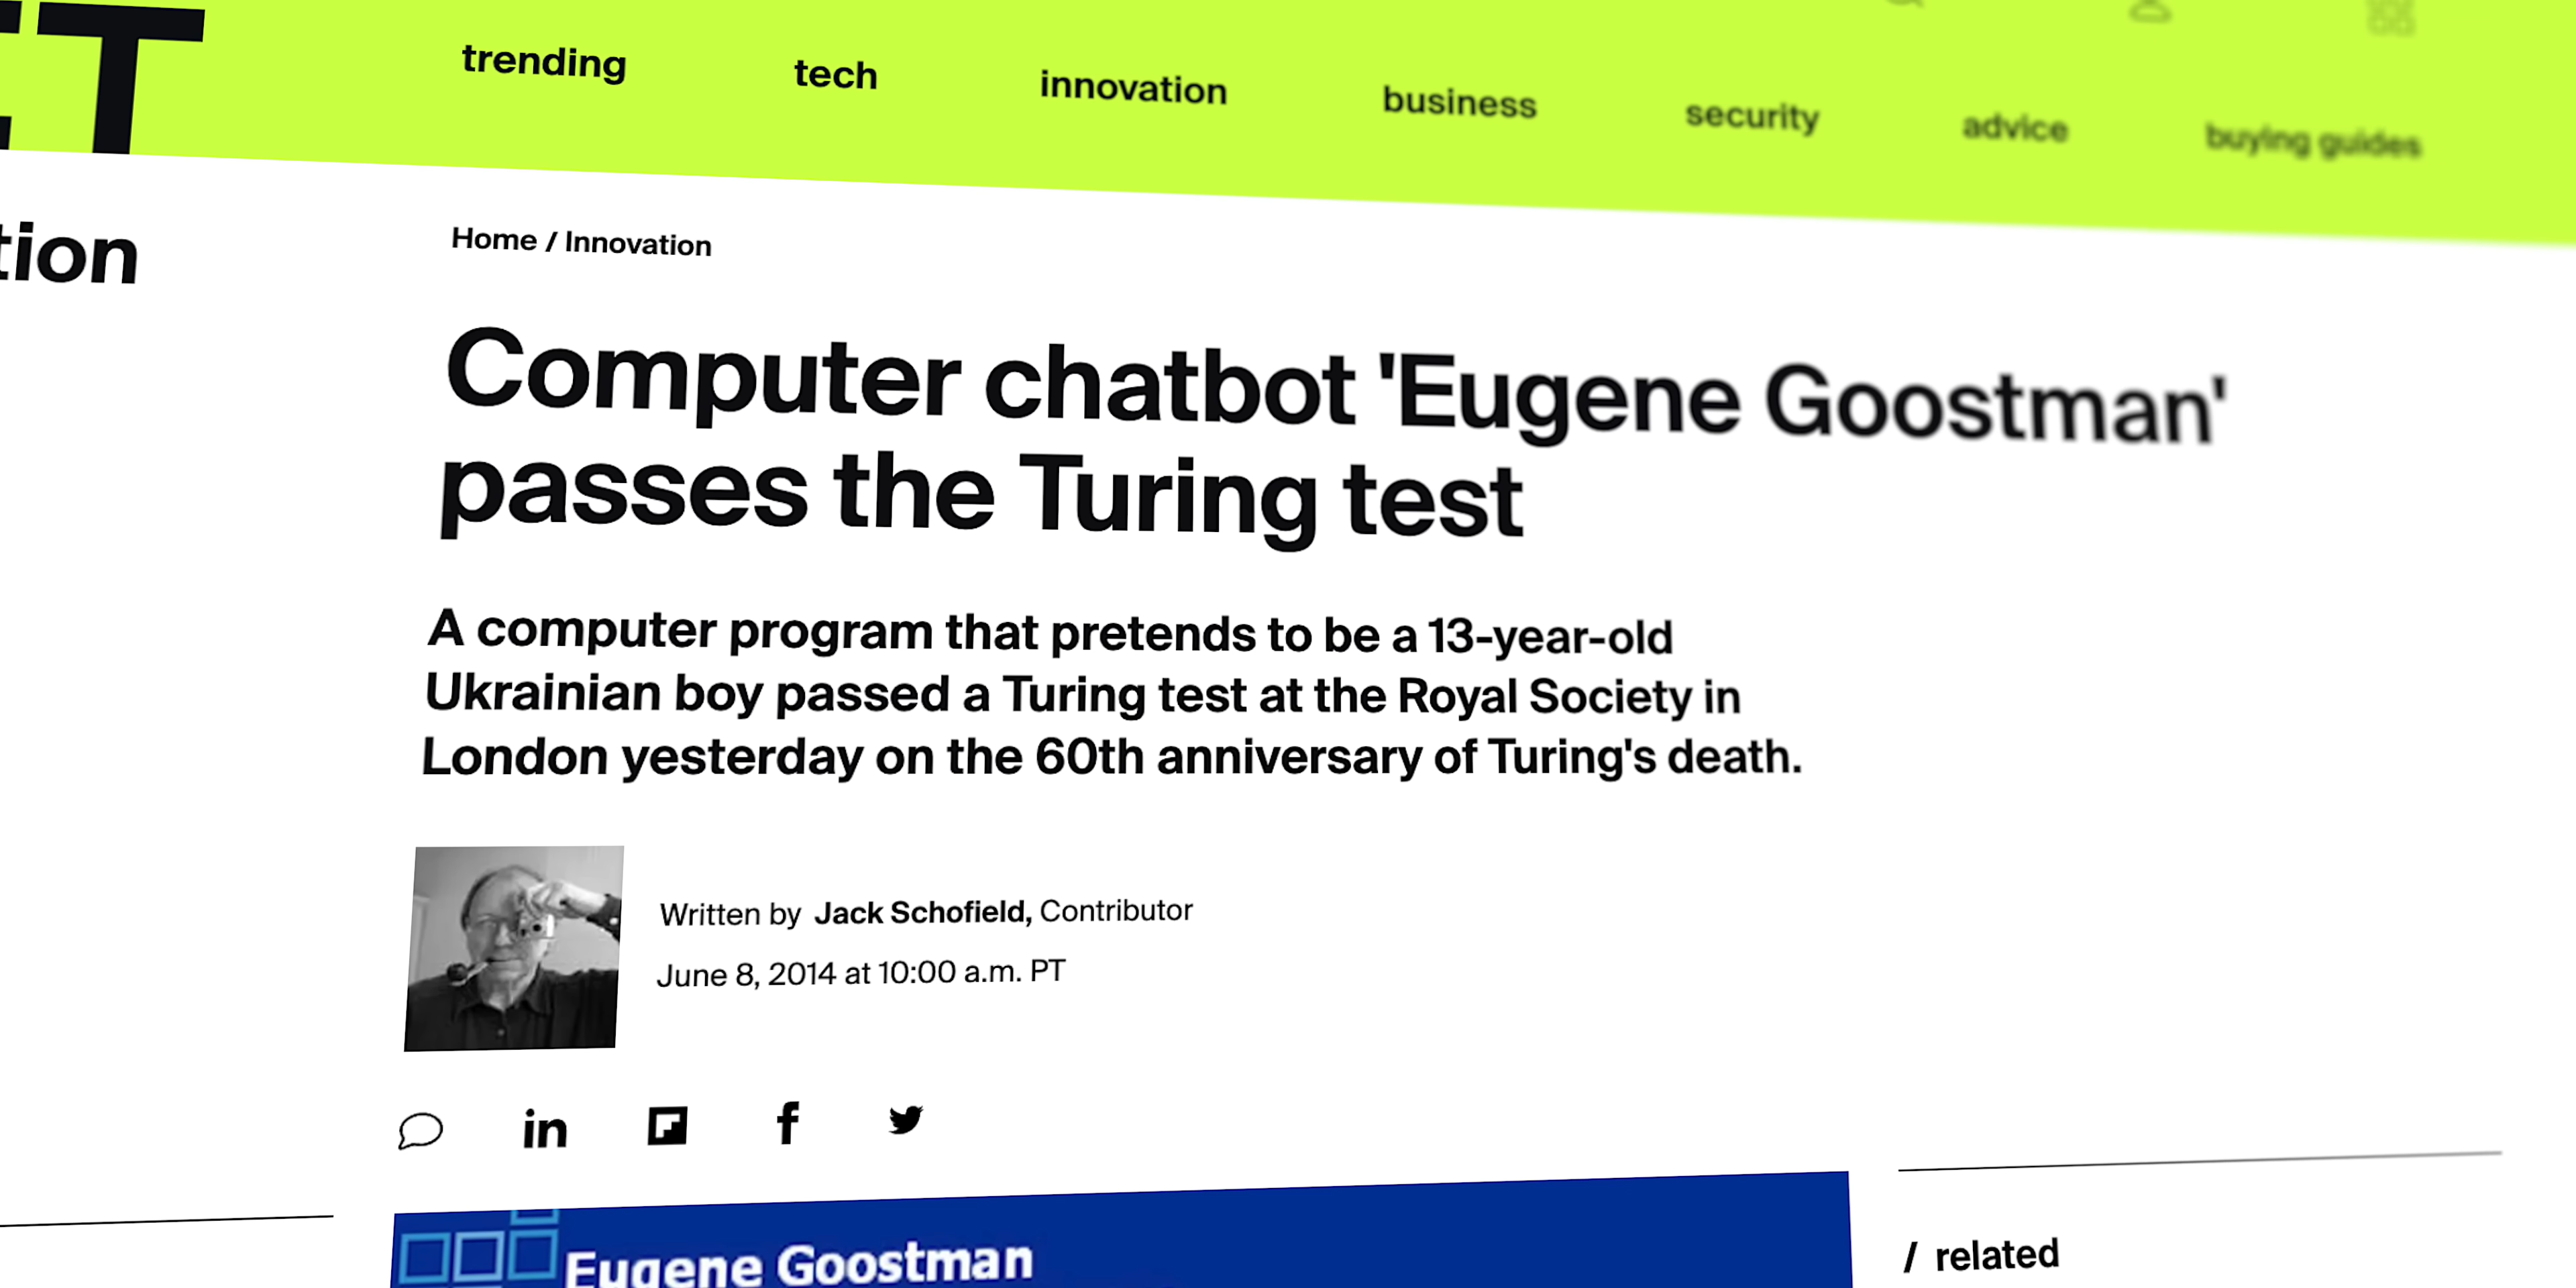 trending tech innovation business security advice buying guides
tion
Home / Innovation
Computer chatbot 'Eugene Goostman'
passes the Turing test
A computer program that pretends to be a 13-year-old
Ukrainian boy passed a Turing test at the Royal Society in
London yesterday on the 60th anniversary of Turing's death.
Written by Jack Schofield, Contributor
June 8, 2014 at 10:00 a.m. PT
in f
Eugene Goostman
/ related